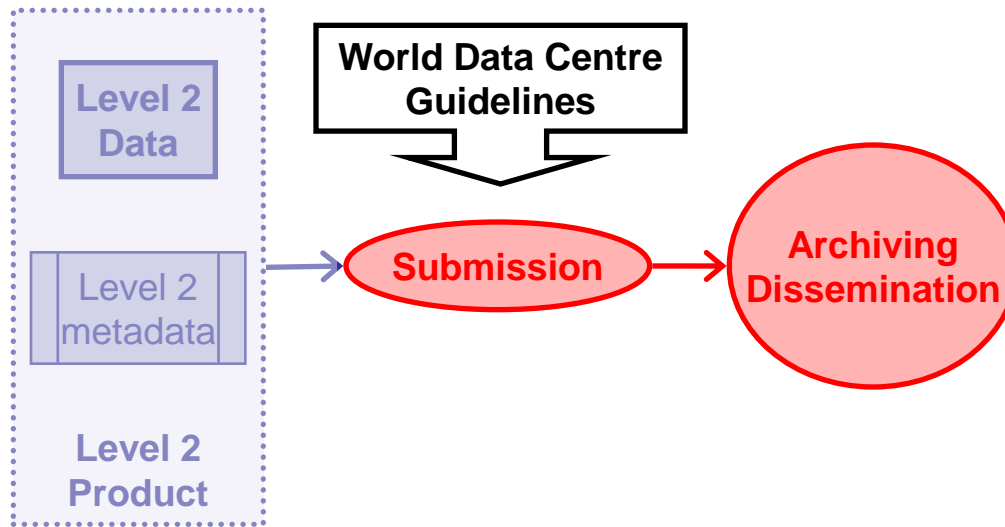 Level 2
Data
Level 2
metadata
Level 2
Product
World Data Centre
Guidelines
Submission
Archiving
Dissemination